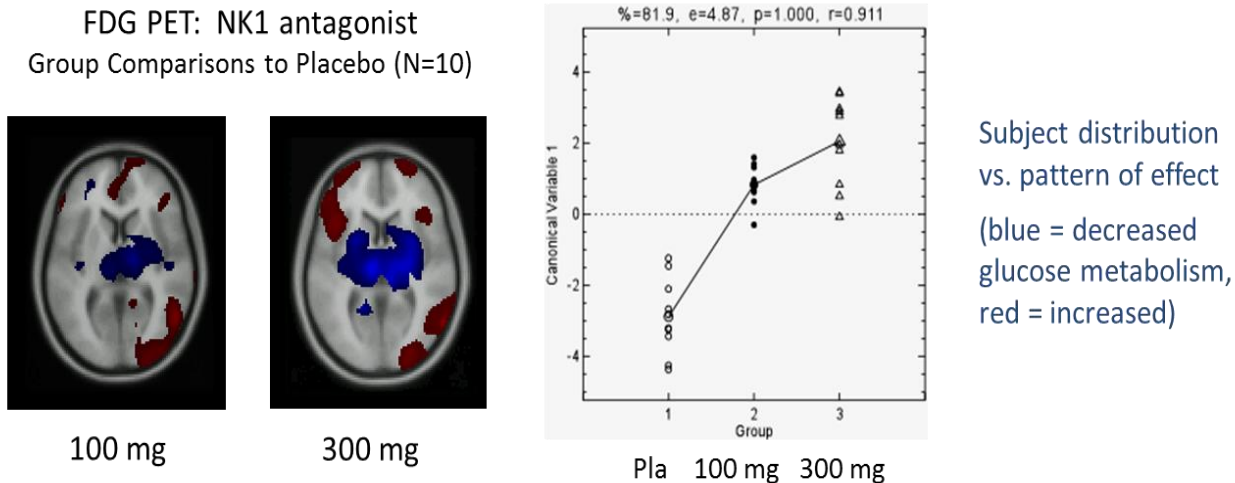 FDG PET: NK1 antagonist
Group Comparisons to Placebo (N=10)
100 mg
300 mg
%=81.9, e=4.87, p=1.000, r=0.911
Canonical Variable 1
4
2
0
-2
-4
1
2
3
Group
Pla
100 mg
300 mg
Subject distribution
vs. pattern of effect
(blue = decreased
glucose metabolism,
red = increased)